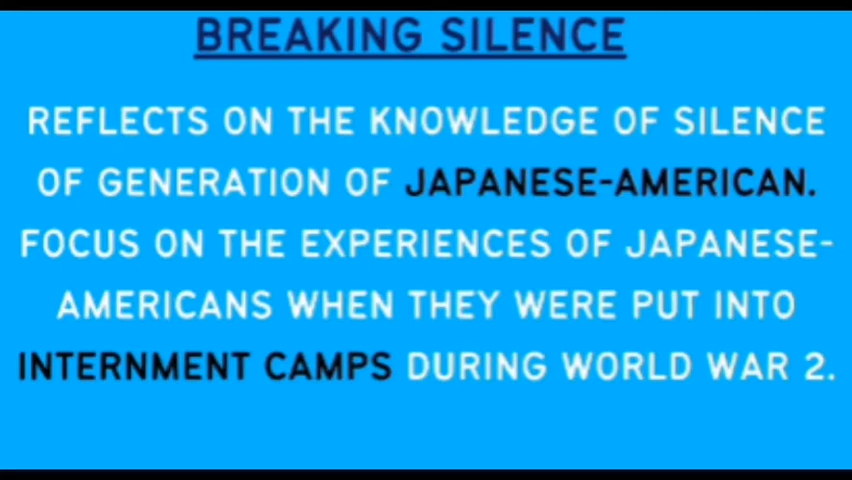 BREAKING SILENCE
REFLECTS ON THE KNOWLEDGE OF SILENCE
OF GENERATION OF JAPANESE-AMERICAN.
FOCUS ON THE EXPERIENCES OF JAPANESE-
AMERICANS WHEN THEY WERE PUT INTO
INTERNMENT CAMPS DURING WORLD WAR 2.